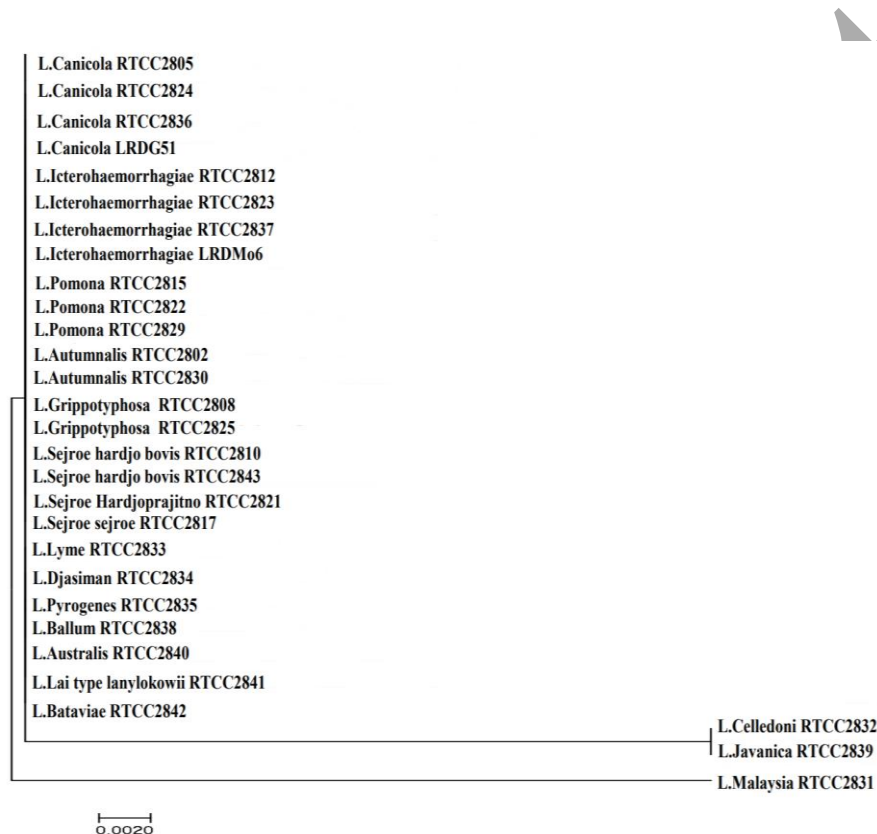 L.Canicola RTCC2805
L.Canicola RTCC2824
L.Canicola RTCC2836
L.Canicola LRDG51
L.Icterohaemorrhagiae RTCC2812
L.Icterohaemorrhagiae RTCC2823
L.Icterohaemorrhagiae RTCC2837
L.Icterohaemorrhagiae LRDMo6
L.Pomona RTCC2815
L.Pomona RTCC2822
L.Pomona RTCC2829
L.Autumnalis RTCC2802
L.Autumnalis RTCC2830
L.Grippotyphosa RTCC2808
L.Grippotyphosa RTCC2825
L.Sejroe hardjo bovis RTCC2810
L.Sejroe hardjo bovis RTCC2843
L.Sejroe Hardjoprajitno RTCC2821
L.Sejroe sejroe RTCC2817
L.Lyme RTCC2833
L.Djasiman RTCC2834
L.Pyrogenes RTCC2835
L.Ballum RTCC2838
L.Australis RTCC2840
L.Lai type lanylokowii RTCC2841
L.Bataviae RTCC2842
L.Celledoni RTCC2832
L.Javanica RTCC2839
L.Malaysia RTCC2831
0.0020